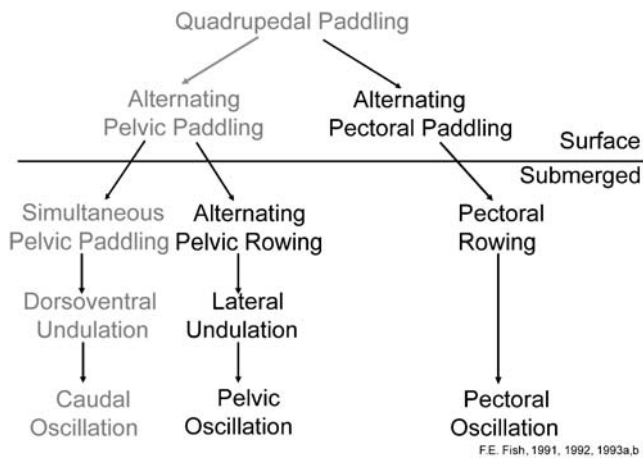 Quadrupedal Paddling
Alternating
Pelvic Paddling
Alternating
Pectoral Paddling
Surface
Submerged
Simultaneous
Pelvic Paddling
Alternating
Pelvic Rowing
Pectoral
Rowing
Dorsoventral
Undulation
Lateral
Undulation
Caudal
Oscillation
Pelvic
Oscillation
Pectoral
Oscillation
F.E. Fish, 1991, 1992, 1993a,b